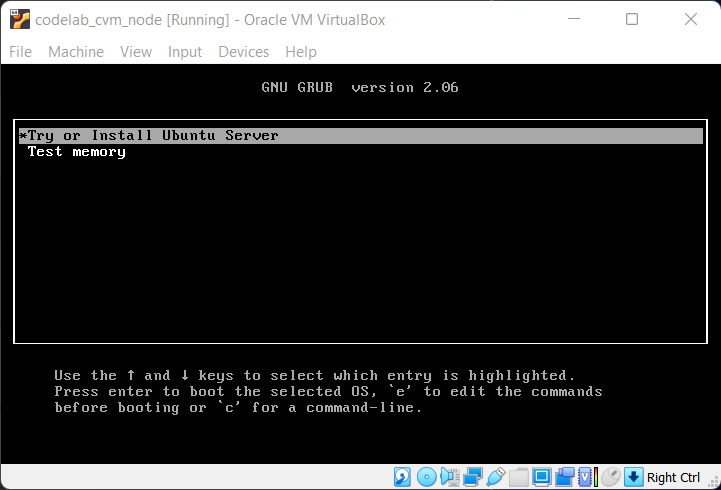 codelab_cvm_node [Running] - Oracle VM VirtualBox
File Machine View Input Devices Help
GNU GRUB version 2.06
*Try or Install Ubuntu Server
Test memory
Use the ↑ and ↓ keys to select which entry is highlighted.
Press enter to boot the selected OS, `e' to edit the commands
before booting or `c' for a command-line.
Right Ctrl